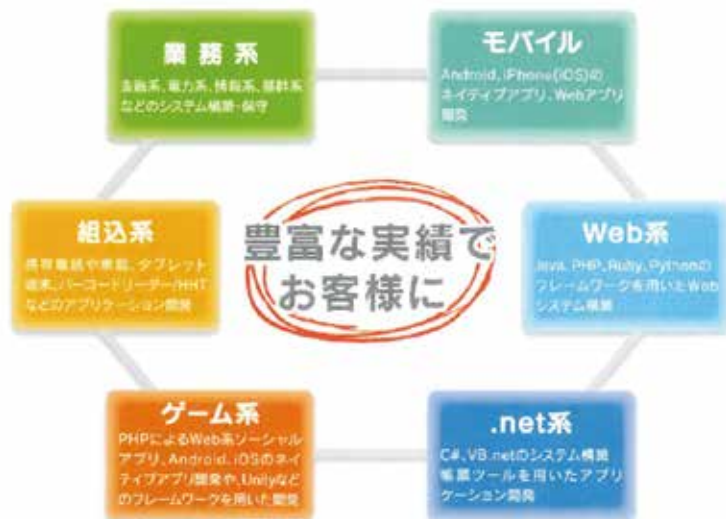 業務系
金融系、電力系、情報系、基幹系
などのシステム構築・保守
モバイル
Android、iPhone(iOS)の
ネイティブアプリ、Webアプリ
開発
組込系
携帯電話や車載、タブレット
端末、バーコードリーダー/HHT
などのアプリケーション開発
豊富な実績で
お客様に
Web系
Java、PHP、Ruby、Pythonの
フレームワークを用いたWeb
システム構築
ゲーム系
PHPによるWeb系ソーシャル
アプリ、Android、iOSのネイ
ティブアプリ開発や、Unityなど
のフレームワークを用いた開発
.net系
C#、VB.netのシステム構築
帳票ツールを用いたアプリ
ケーション開発